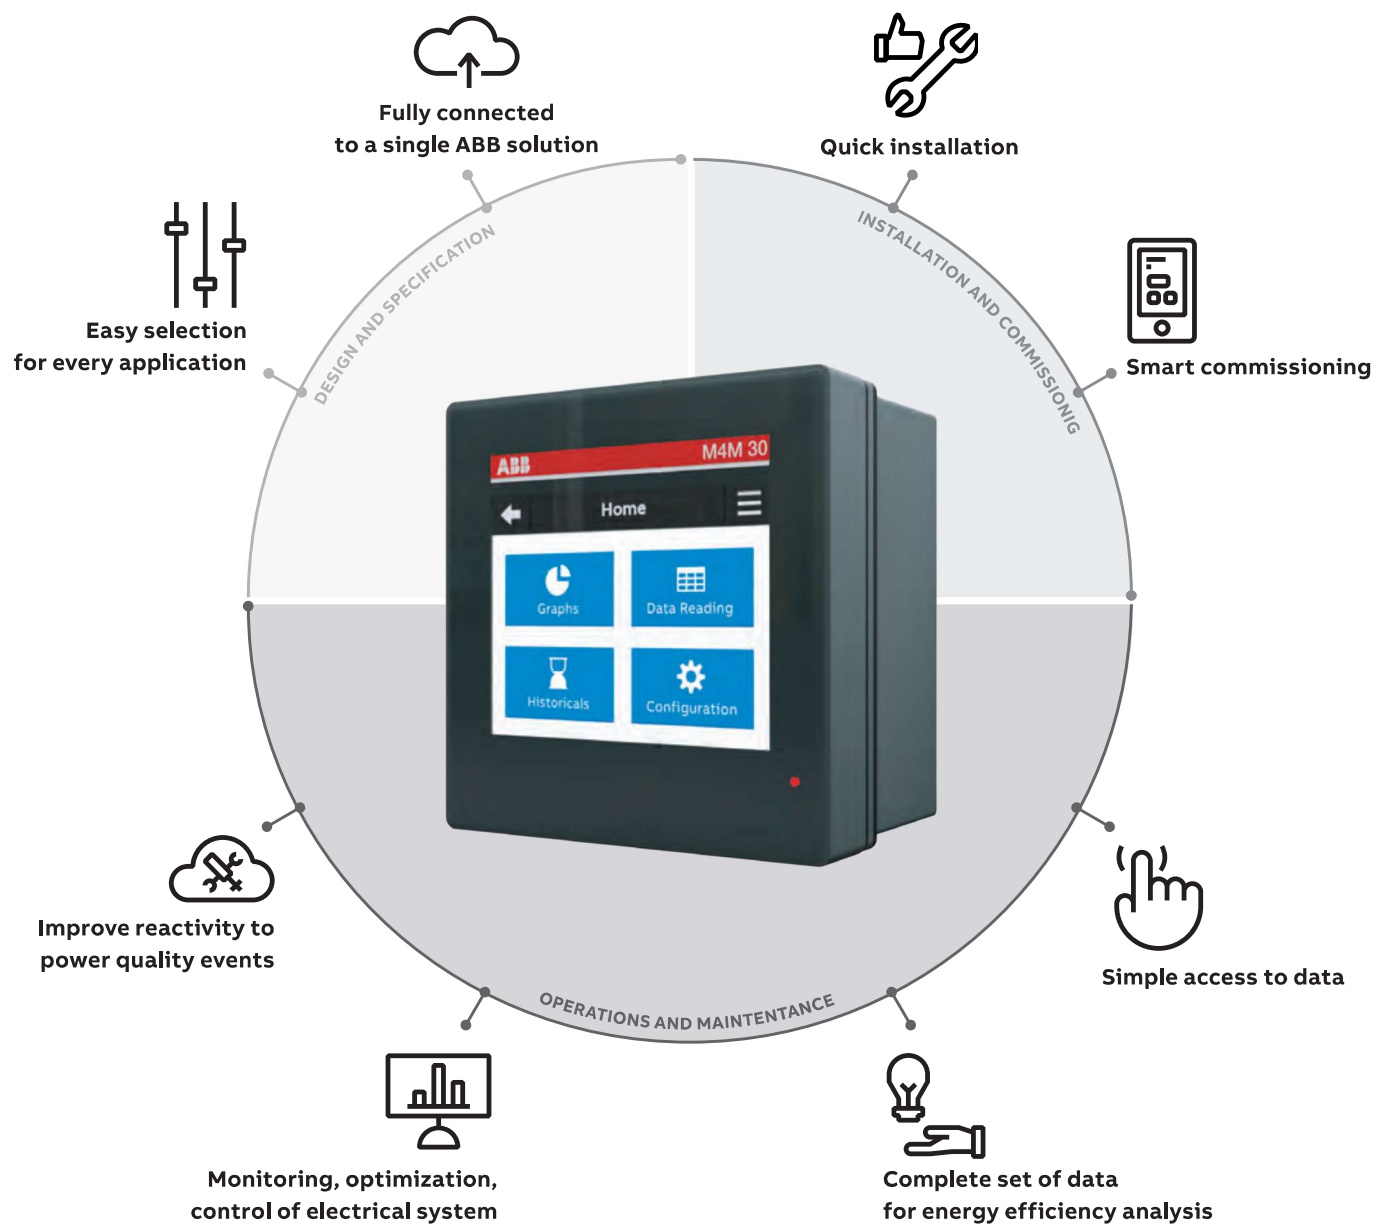 Fully connected
to a single ABB solution
Quick installation
Easy selection
for every application
Smart commissioning
DESIGN AND SPECIFICATION
INSTALLATION AND COMMISSIONIG
ABB
M4M 30
Home
Graphs
Data Reading
Historicals
Configuration
Improve reactivity to
power quality events
Simple access to data
OPERATIONS AND MAINTENTANCE
Monitoring, optimization,
control of electrical system
Complete set of data
for energy efficiency analysis